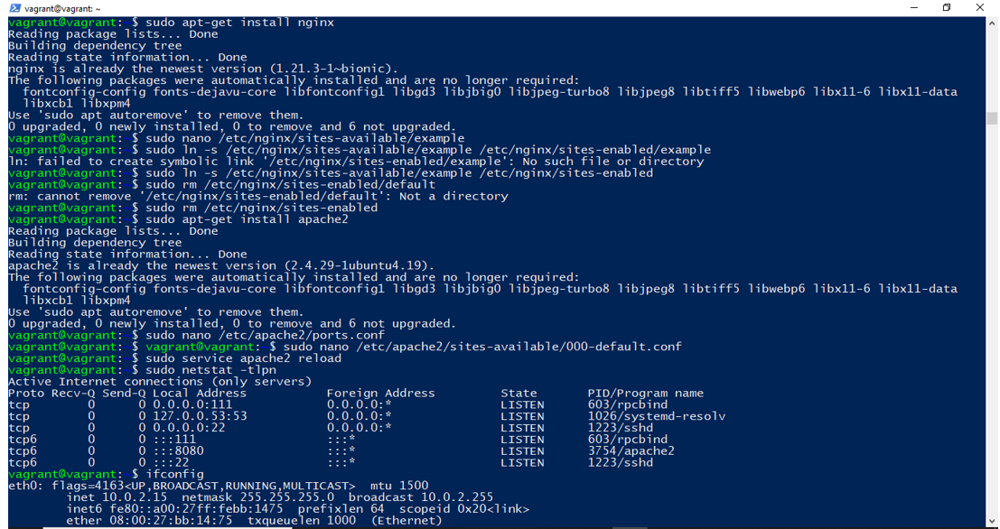 vagrant@vagrant: ~
vagrant@vagrant: $ sudo apt-get install nginx
Reading package lists... Done
Building dependency tree
Reading state information... Done
nginx is already the newest version (1.21.3-1~bionic).
The following packages were automatically installed and are no longer required:
  fontconfig-config fonts-dejavu-core libfontconfig1 libgd3 libjbig0 libjpeg-turbo8 libjpeg8 libtiff5 libwebp6 libx11-6 libx11-data
  libxcb1 libxpm4
Use 'sudo apt autoremove' to remove them.
0 upgraded, 0 newly installed, 0 to remove and 6 not upgraded.
vagrant@vagrant: $ sudo nano /etc/nginx/sites-available/example
vagrant@vagrant: $ sudo ln -s /etc/nginx/sites-available/example /etc/nginx/sites-enabled/example
ln: failed to create symbolic link '/etc/nginx/sites-enabled/example': No such file or directory
vagrant@vagrant: $ sudo ln -s /etc/nginx/sites-available/example /etc/nginx/sites-enabled
vagrant@vagrant: $ sudo rm /etc/nginx/sites-enabled/default
rm: cannot remove '/etc/nginx/sites-enabled/default': Not a directory
vagrant@vagrant: $ sudo rm /etc/nginx/sites-enabled
vagrant@vagrant: $ sudo apt-get install apache2
Reading package lists... Done
Building dependency tree
Reading state information... Done
apache2 is already the newest version (2.4.29-1ubuntu4.19).
The following packages were automatically installed and are no longer required:
  fontconfig-config fonts-dejavu-core libfontconfig1 libgd3 libjbig0 libjpeg-turbo8 libjpeg8 libtiff5 libwebp6 libx11-6 libx11-data
  libxcb1 libxpm4
Use 'sudo apt autoremove' to remove them.
0 upgraded, 0 newly installed, 0 to remove and 6 not upgraded.
vagrant@vagrant: $ sudo nano /etc/apache2/ports.conf
vagrant@vagrant: $ vagrant@vagrant: $ sudo nano /etc/apache2/sites-available/000-default.conf
vagrant@vagrant: $ sudo service apache2 reload
vagrant@vagrant: $ sudo netstat -tlpn
Active Internet connections (only servers)
Proto Recv-Q Send-Q Local Address           Foreign Address         State       PID/Program name
tcp        0      0 0.0.0.0:111             0.0.0.0:*               LISTEN      603/rpcbind
tcp        0      0 127.0.0.53:53           0.0.0.0:*               LISTEN      1026/systemd-resolv
tcp        0      0 0.0.0.0:22              0.0.0.0:*               LISTEN      1223/sshd
tcp6       0      0 :::111                  :::*                    LISTEN      603/rpcbind
tcp6       0      0 :::8080                 :::*                    LISTEN      3754/apache2
tcp6       0      0 :::22                   :::*                    LISTEN      1223/sshd
vagrant@vagrant: $ ifconfig
eth0: flags=4163<UP,BROADCAST,RUNNING,MULTICAST>  mtu 1500
        inet 10.0.2.15  netmask 255.255.255.0  broadcast 10.0.2.255
        inet6 fe80::a00:27ff:febb:1475  prefixlen 64  scopeid 0x20<link>
        ether 08:00:27:bb:14:75  txqueuelen 1000  (Ethernet)